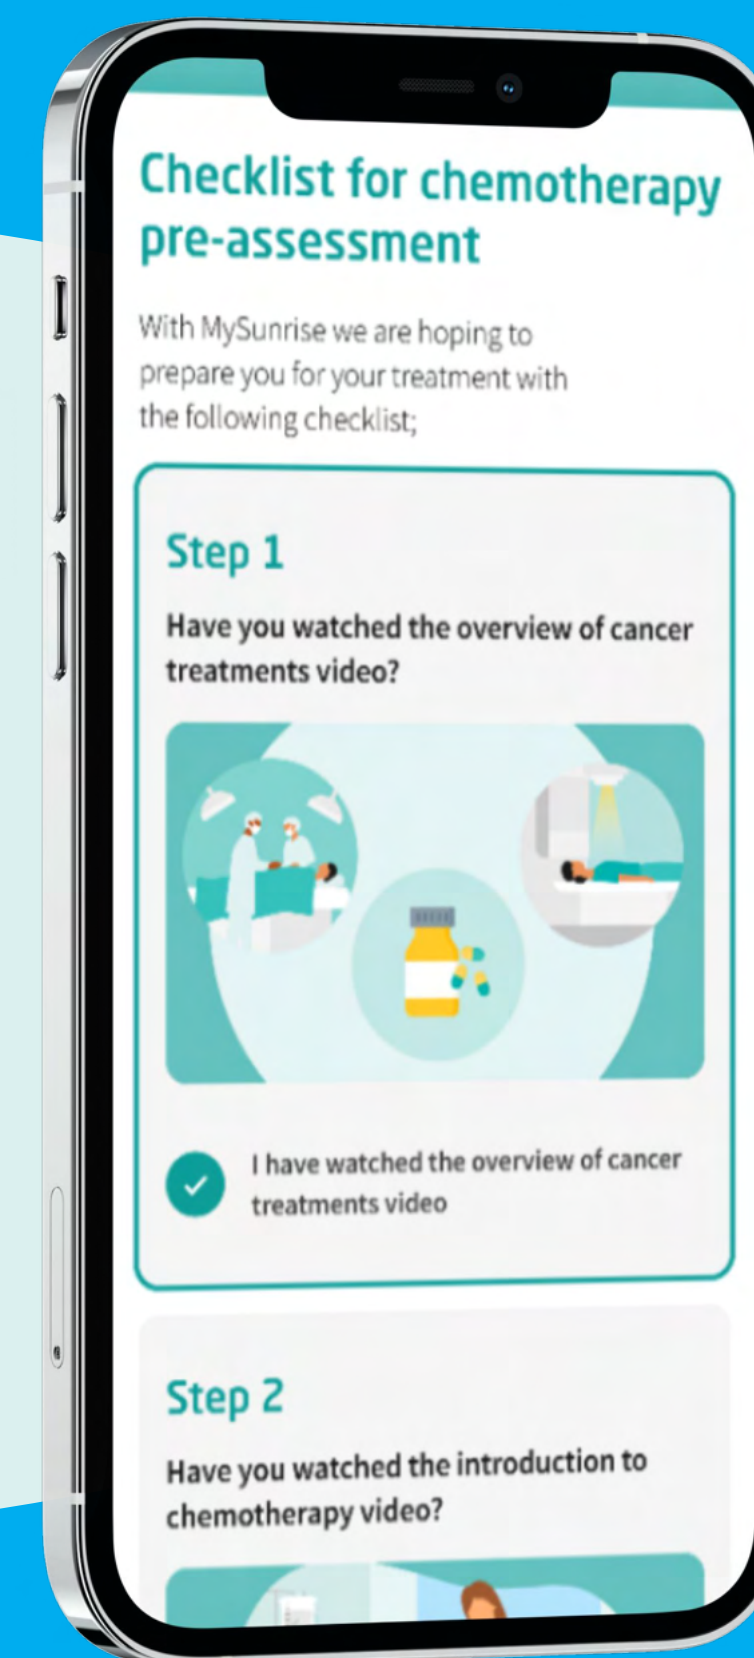 Checklist for chemotherapy
pre-assessment
With MySunrise we are hoping to
prepare you for your treatment with
the following checklist;
Step 1
Have you watched the overview of cancer
treatments video?
I have watched the overview of cancer
treatments video
Step 2
Have you watched the introduction to
chemotherapy video?